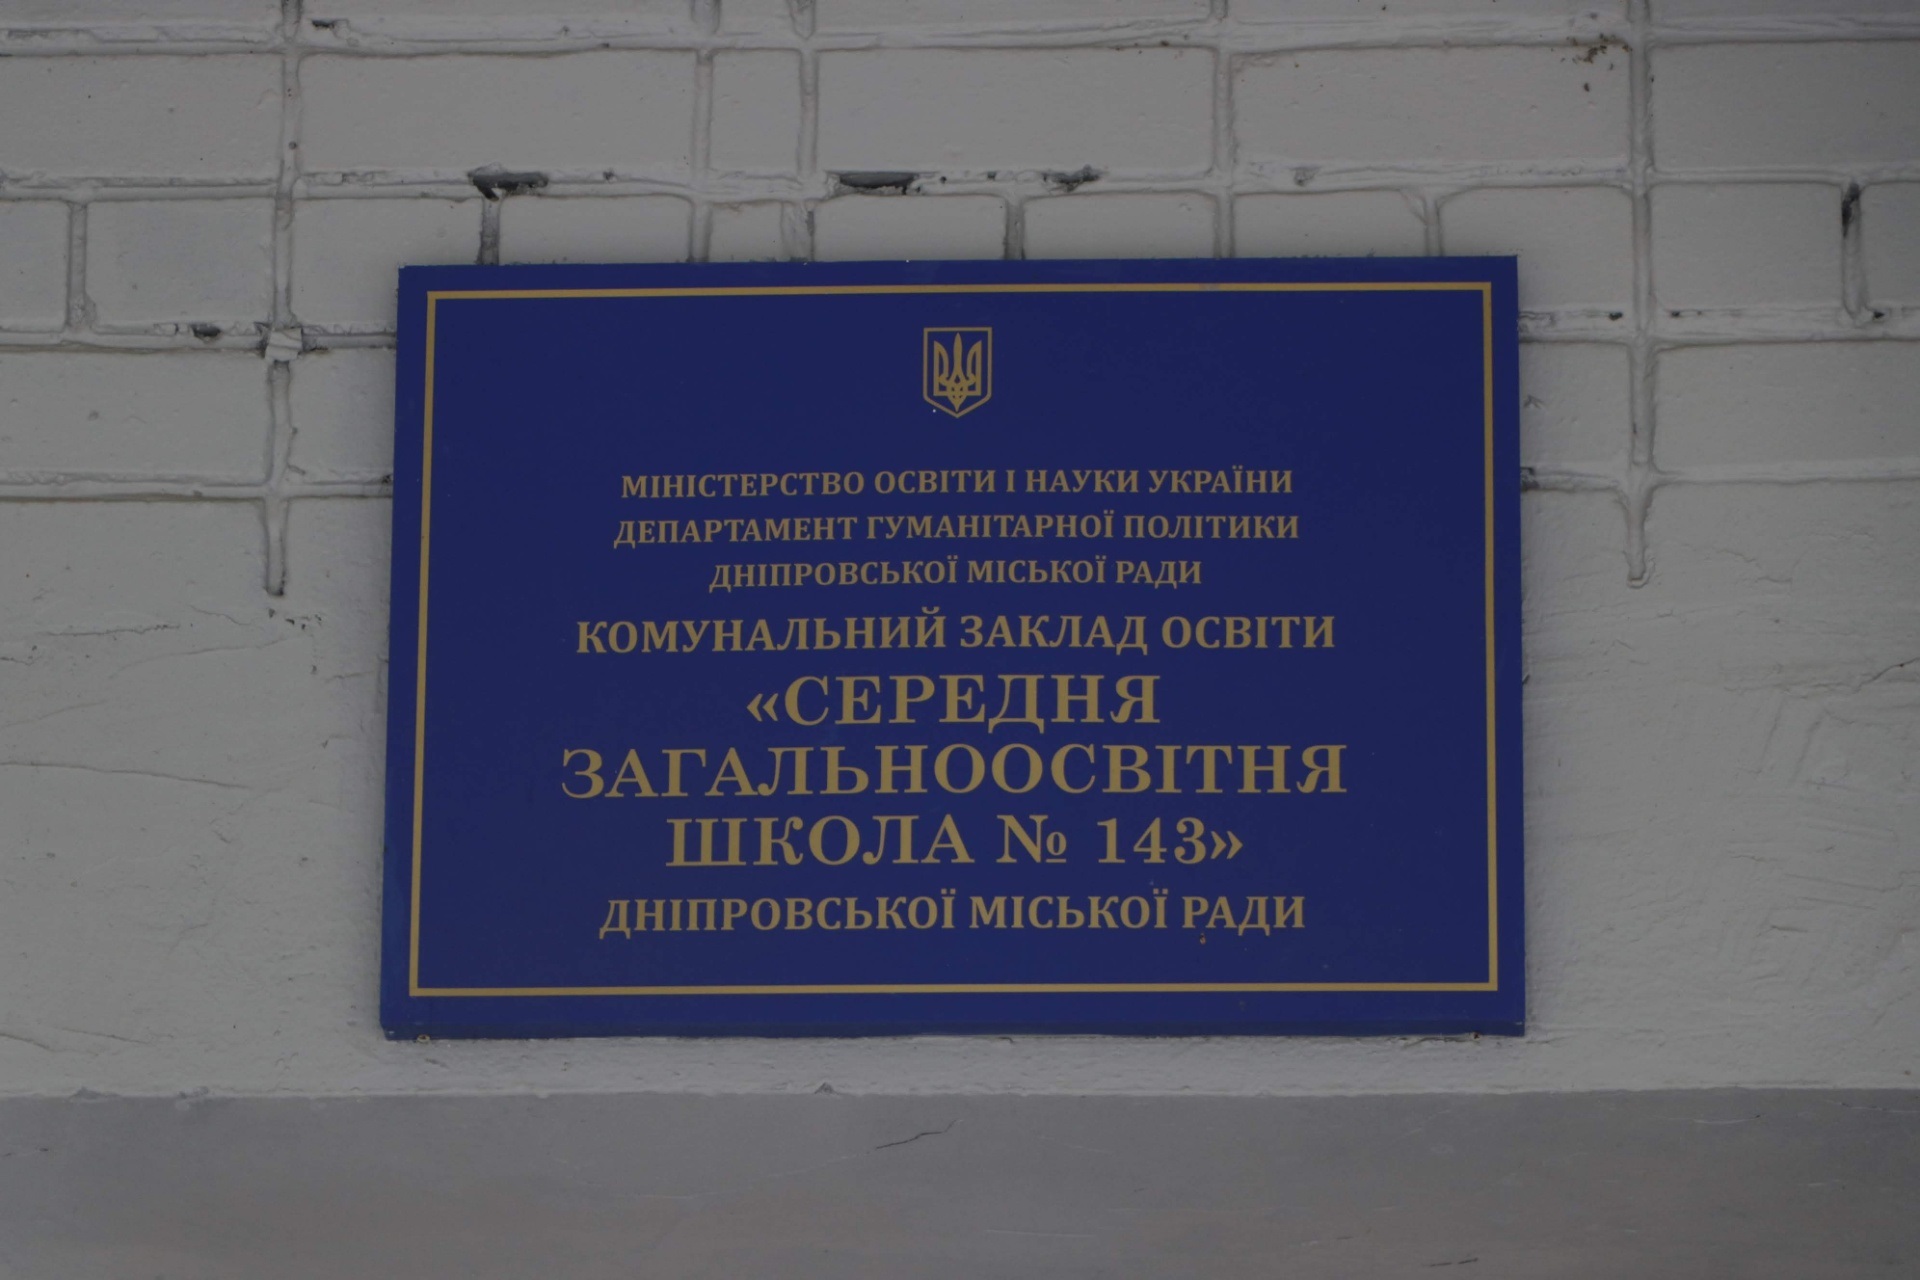 МІНІСТЕРСТВО ОСВІТИ І НАУКИ УКРАЇНИ
ДЕПАРТАМЕНТ ГУМАНІТАРНОЇ ПОЛІТИКИ
ДНІПРОВСЬКОЇ МІСЬКОЇ РАДИ
КОМУНАЛЬНИЙ ЗАКЛАД ОСВІТИ
«СЕРЕДНЯ
ЗАГАЛЬНООСВІТНЯ
ШКОЛА № 143»
ДНІПРОВСЬКОЇ МІСЬКОЇ РАДИ